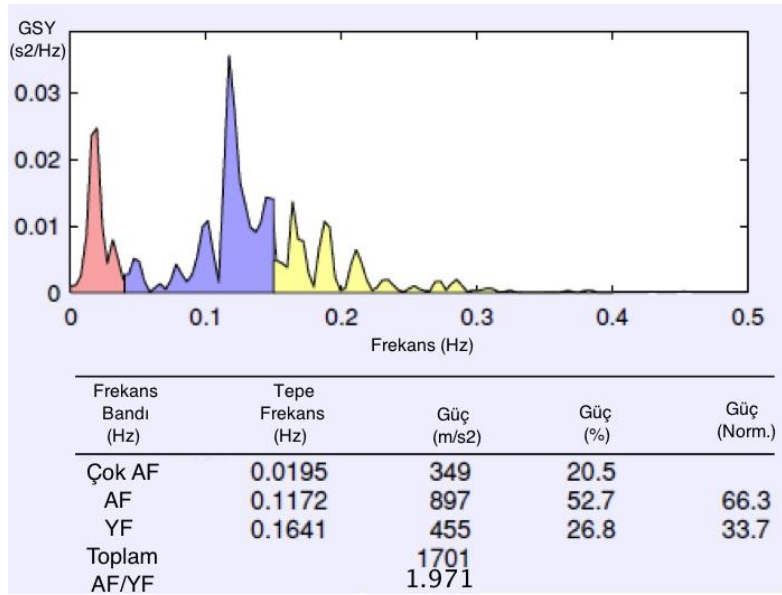 GSY
(s2/Hz)
0.03
0.02
0.01
0
0 0.1 0.2 0.3 0.4 0.5
Frekans (Hz)
Frekans Bandı (Hz) Tepe Frekans (Hz) Güç (m/s2) Güç (%) Güç (Norm.)
Çok AF 0.0195 349 20.5
AF 0.1172 897 52.7 66.3
YF 0.1641 455 26.8 33.7
Toplam 1701
AF/YF 1.971